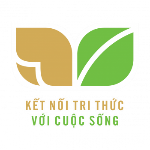 KẾT NỐI TRI THỨC
VỚI CUỘC SỐNG